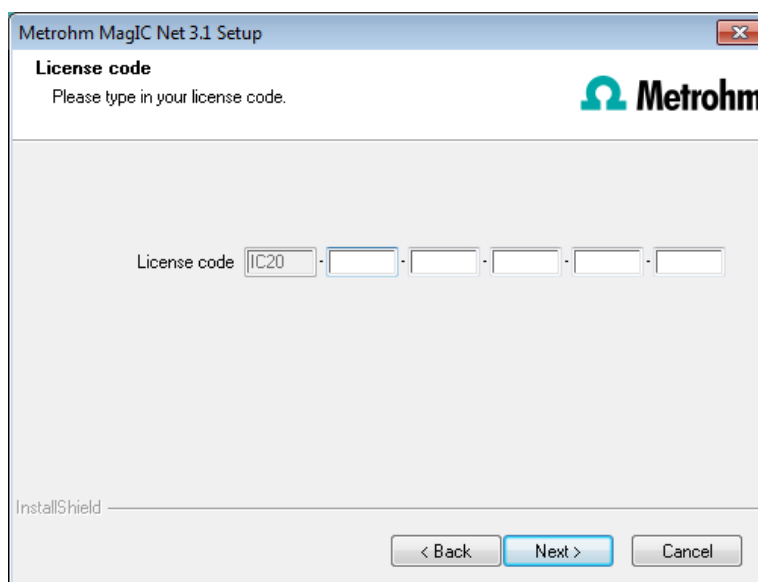 Metrohm MagIC Net 3.1 Setup
License code
Please type in your license code.
Metrohm
License code IC20 - - - - -
InstallShield
< Back Next > Cancel